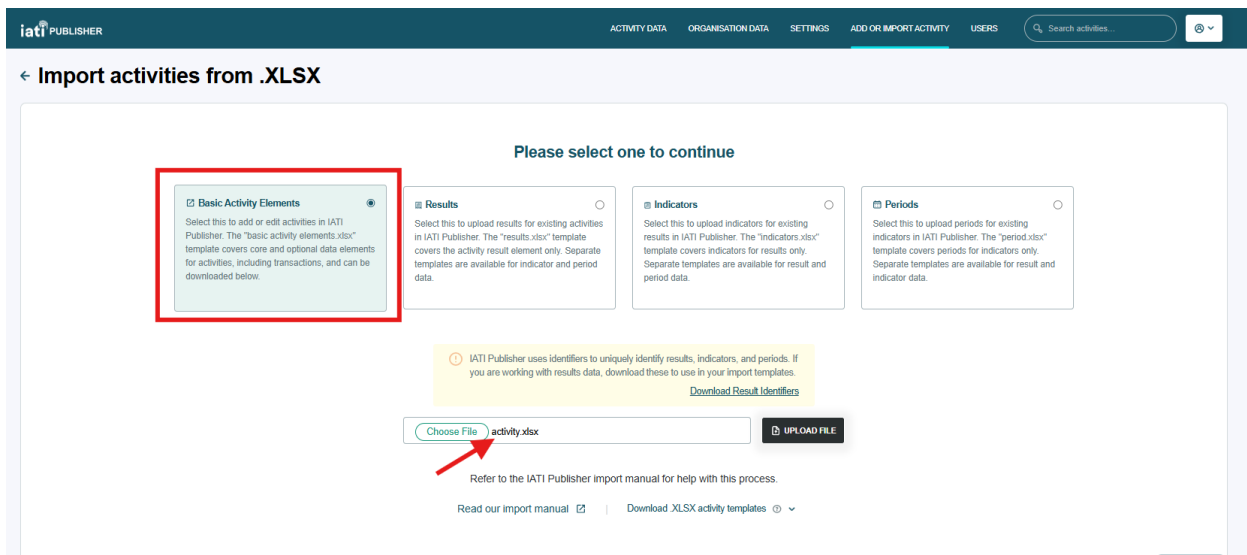 iati PUBLISHER
ACTIVITY DATA ORGANISATION DATA SETTINGS ADD OR IMPORT ACTIVITY USERS Search activities...
← Import activities from .XLSX
Please select one to continue
Basic Activity Elements
Select this to add or edit activities in IATI
Publisher. The "basic activity elements.xlsx"
template covers core and optional data elements
for activities, including transactions, and can be
downloaded below.
Results
Select this to upload results for existing activities
in IATI Publisher. The "results.xlsx" template
covers the activity result element only. Separate
templates are available for indicator and period
data.
Indicators
Select this to upload indicators for existing
results in IATI Publisher. The "indicators.xlsx"
template covers indicators for results only.
Separate templates are available for result and
period data.
Periods
Select this to upload periods for existing
indicators in IATI Publisher. The "period.xlsx"
template covers periods for indicators only.
Separate templates are available for result and
indicator data.
IATI Publisher uses identifiers to uniquely identify results, indicators, and periods. If
you are working with results data, download these to use in your import templates.
Download Result Identifiers
Choose File activity.xlsx UPLOAD FILE
Refer to the IATI Publisher import manual for help with this process.
Read our import manual | Download .XLSX activity templates